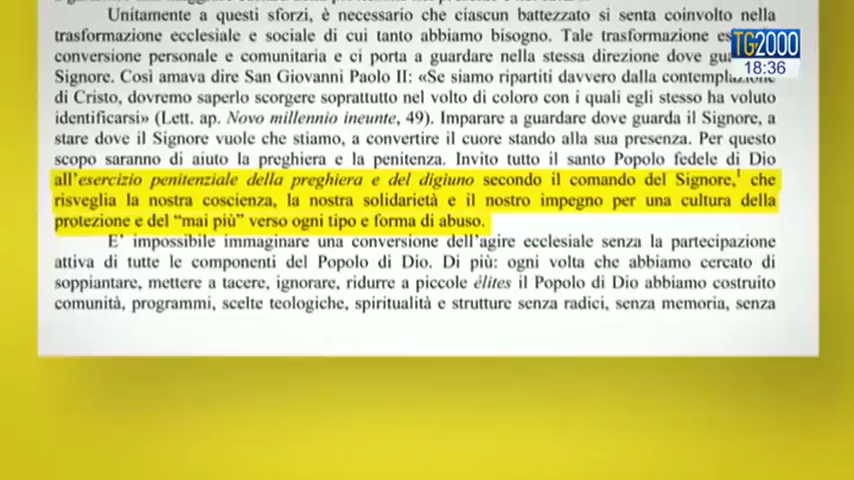 Unitamente a questi sforzi, è necessario che ciascun battezzato si senta coinvolto nella
trasformazione ecclesiale e sociale di cui tanto abbiamo bisogno. Tale trasformazione
conversione personale e comunitaria e ci porta a guardare nella stessa direzione dove
Signore. Così amava dire San Giovanni Paolo II: «Se siamo ripartiti davvero dalla contemplazione
di Cristo, dovremo saperlo scorgere soprattutto nel volto di coloro con i quali egli stesso ha voluto
identificarsi» (Lett. ap. Novo millennio ineunte, 49). Imparare a guardare dove guarda il Signore, a
stare dove il Signore vuole che stiamo, a convertire il cuore stando alla sua presenza. Per questo
scopo saranno di aiuto la preghiera e la penitenza. Invito tutto il santo Popolo fedele di Dio
all'esercizio penitenziale della preghiera e del digiuno secondo il comando del Signore,¹ che
risveglia la nostra coscienza, la nostra solidarietà e il nostro impegno per una cultura della
protezione e del “mai più” verso ogni tipo e forma di abuso.
E' impossibile immaginare una conversione dell'agire ecclesiale senza la partecipazione
attiva di tutte le componenti del Popolo di Dio. Di più: ogni volta che abbiamo cercato di
soppiantare, mettere a tacere, ignorare, ridurre a piccole élites il Popolo di Dio abbiamo costruito
comunità, programmi, scelte teologiche, spiritualità e strutture senza radici, senza memoria, senza
TG2000
18:36